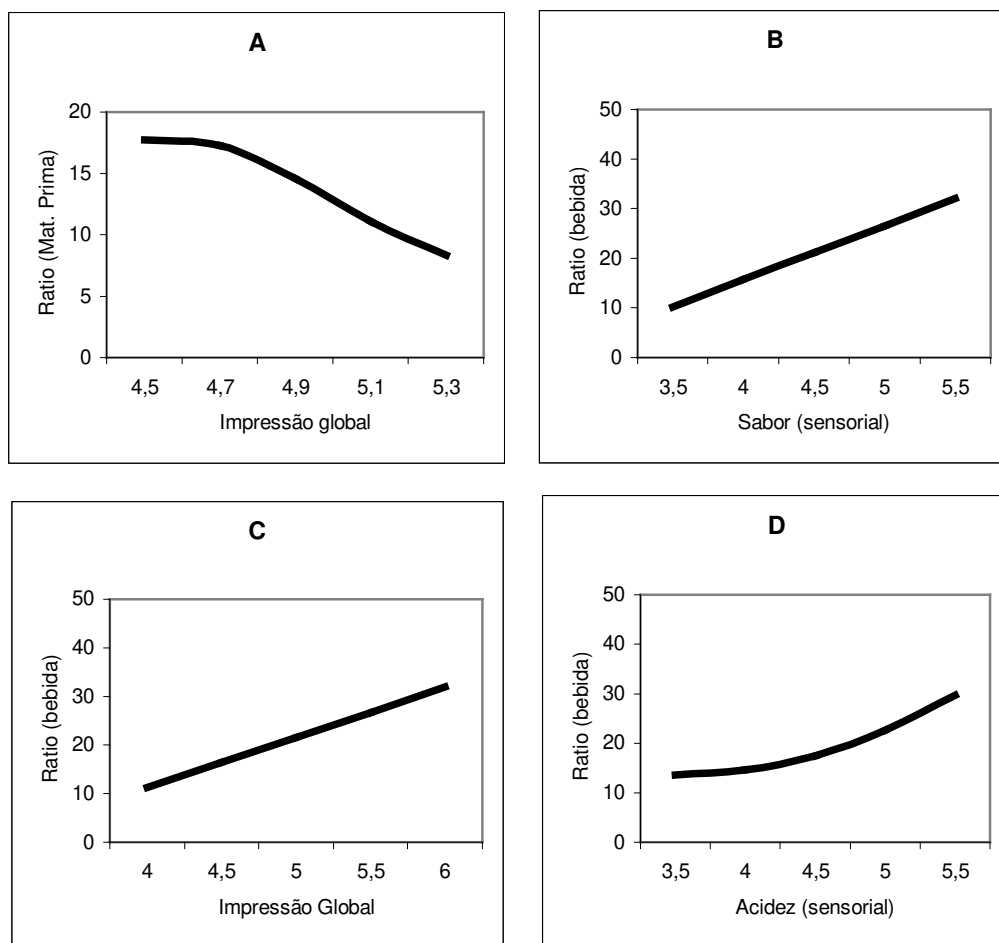 A
Ratio (Mat. Prima)
20
15
10
5
0
4,5 4,7 4,9 5,1 5,3
Impressão global
B
Ratio (bebida)
50
40
30
20
10
0
3,5 4 4,5 5 5,5
Sabor (sensorial)
C
Ratio (bebida)
50
40
30
20
10
0
4 4,5 5 5,5 6
Impressão Global
D
Ratio (bebida)
50
40
30
20
10
0
3,5 4 4,5 5 5,5
Acidez (sensorial)